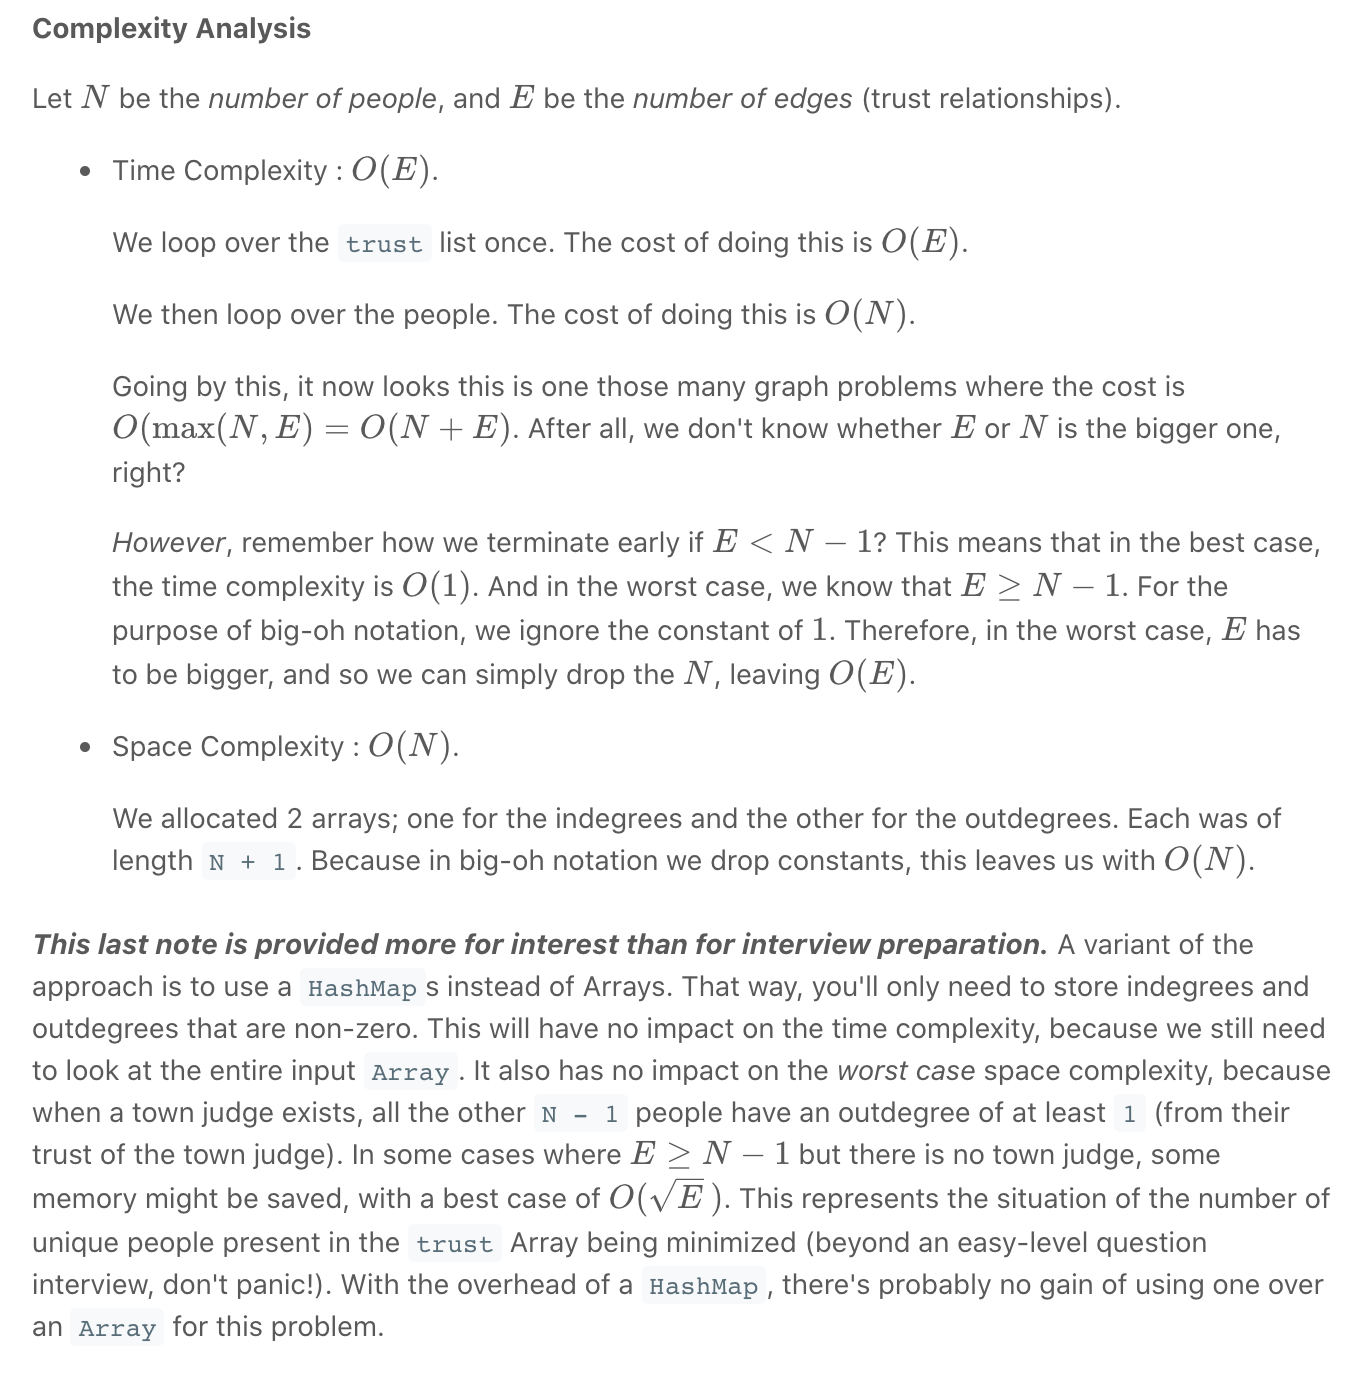 Complexity Analysis
Let N be the number of people, and E be the number of edges (trust relationships).
• Time Complexity : O(E).
We loop over the trust list once. The cost of doing this is O(E).
We then loop over the people. The cost of doing this is O(N).
Going by this, it now looks this is one those many graph problems where the cost is
O(max(N, E) = O(N + E). After all, we don't know whether E or N is the bigger one,
right?
However, remember how we terminate early if E < N − 1? This means that in the best case,
the time complexity is O(1). And in the worst case, we know that E ≥ N − 1. For the
purpose of big-oh notation, we ignore the constant of 1. Therefore, in the worst case, E has
to be bigger, and so we can simply drop the N, leaving O(E).
• Space Complexity : O(N).
We allocated 2 arrays; one for the indegrees and the other for the outdegrees. Each was of
length N + 1. Because in big-oh notation we drop constants, this leaves us with O(N).
This last note is provided more for interest than for interview preparation. A variant of the
approach is to use a HashMap s instead of Arrays. That way, you'll only need to store indegrees and
outdegrees that are non-zero. This will have no impact on the time complexity, because we still need
to look at the entire input Array. It also has no impact on the worst case space complexity, because
when a town judge exists, all the other N - 1 people have an outdegree of at least 1 (from their
trust of the town judge). In some cases where E ≥ N − 1 but there is no town judge, some
memory might be saved, with a best case of O(√E). This represents the situation of the number of
unique people present in the trust Array being minimized (beyond an easy-level question
interview, don't panic!). With the overhead of a HashMap, there's probably no gain of using one over
an Array for this problem.